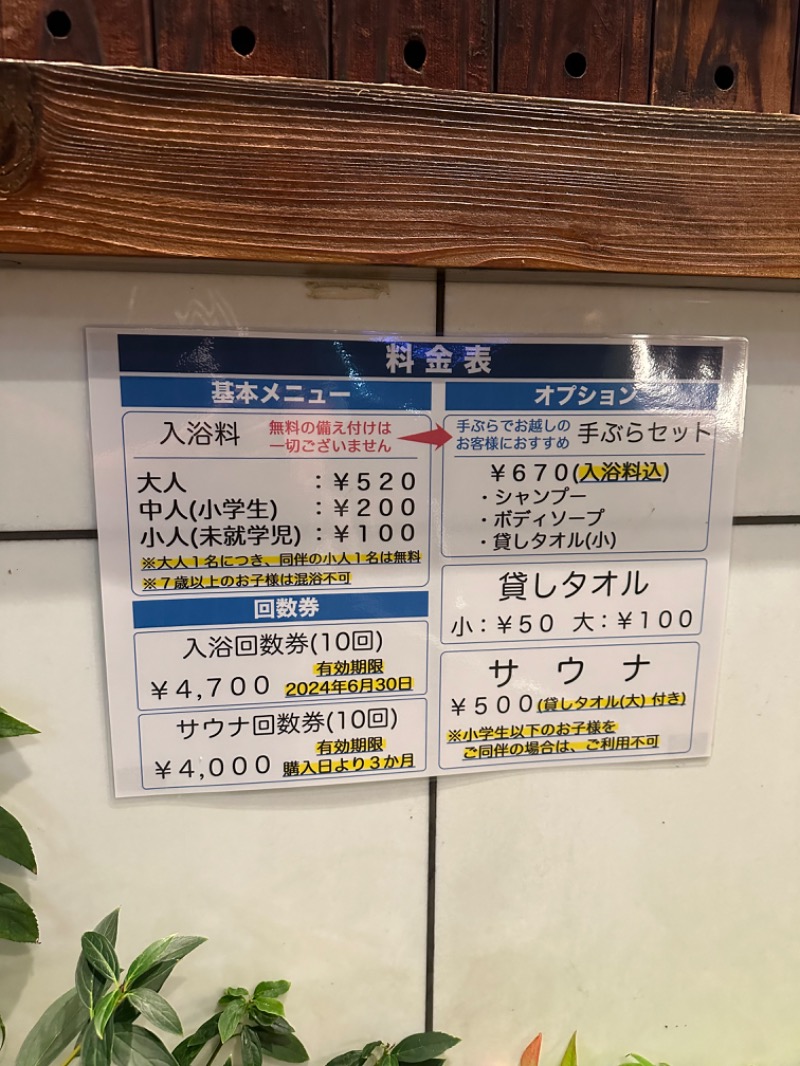 料金表
基本メニュー
入浴料
無料の備え付けは
一切ございません
大人 : ￥520
中人(小学生) : ￥200
小人(未就学児) : ￥100
※大人１名につき、同伴の小人１名は無料
※７歳以上のお子様は混浴不可
回数券
入浴回数券(10回)
有効期限
￥4,700 2024年6月30日
サウナ回数券(10回)
有効期限
￥4,000 購入日より３か月
オプション
手ぶらでお越しの
お客様におすすめ
手ぶらセット
￥670(入浴料込)
・シャンプー
・ボディソープ
・貸しタオル(小)
貸しタオル
小：￥50 大：￥100
サウナ
￥500(貸しタオル(大) 付き)
※小学生以下のお子様を
ご同伴の場合は、ご利用不可